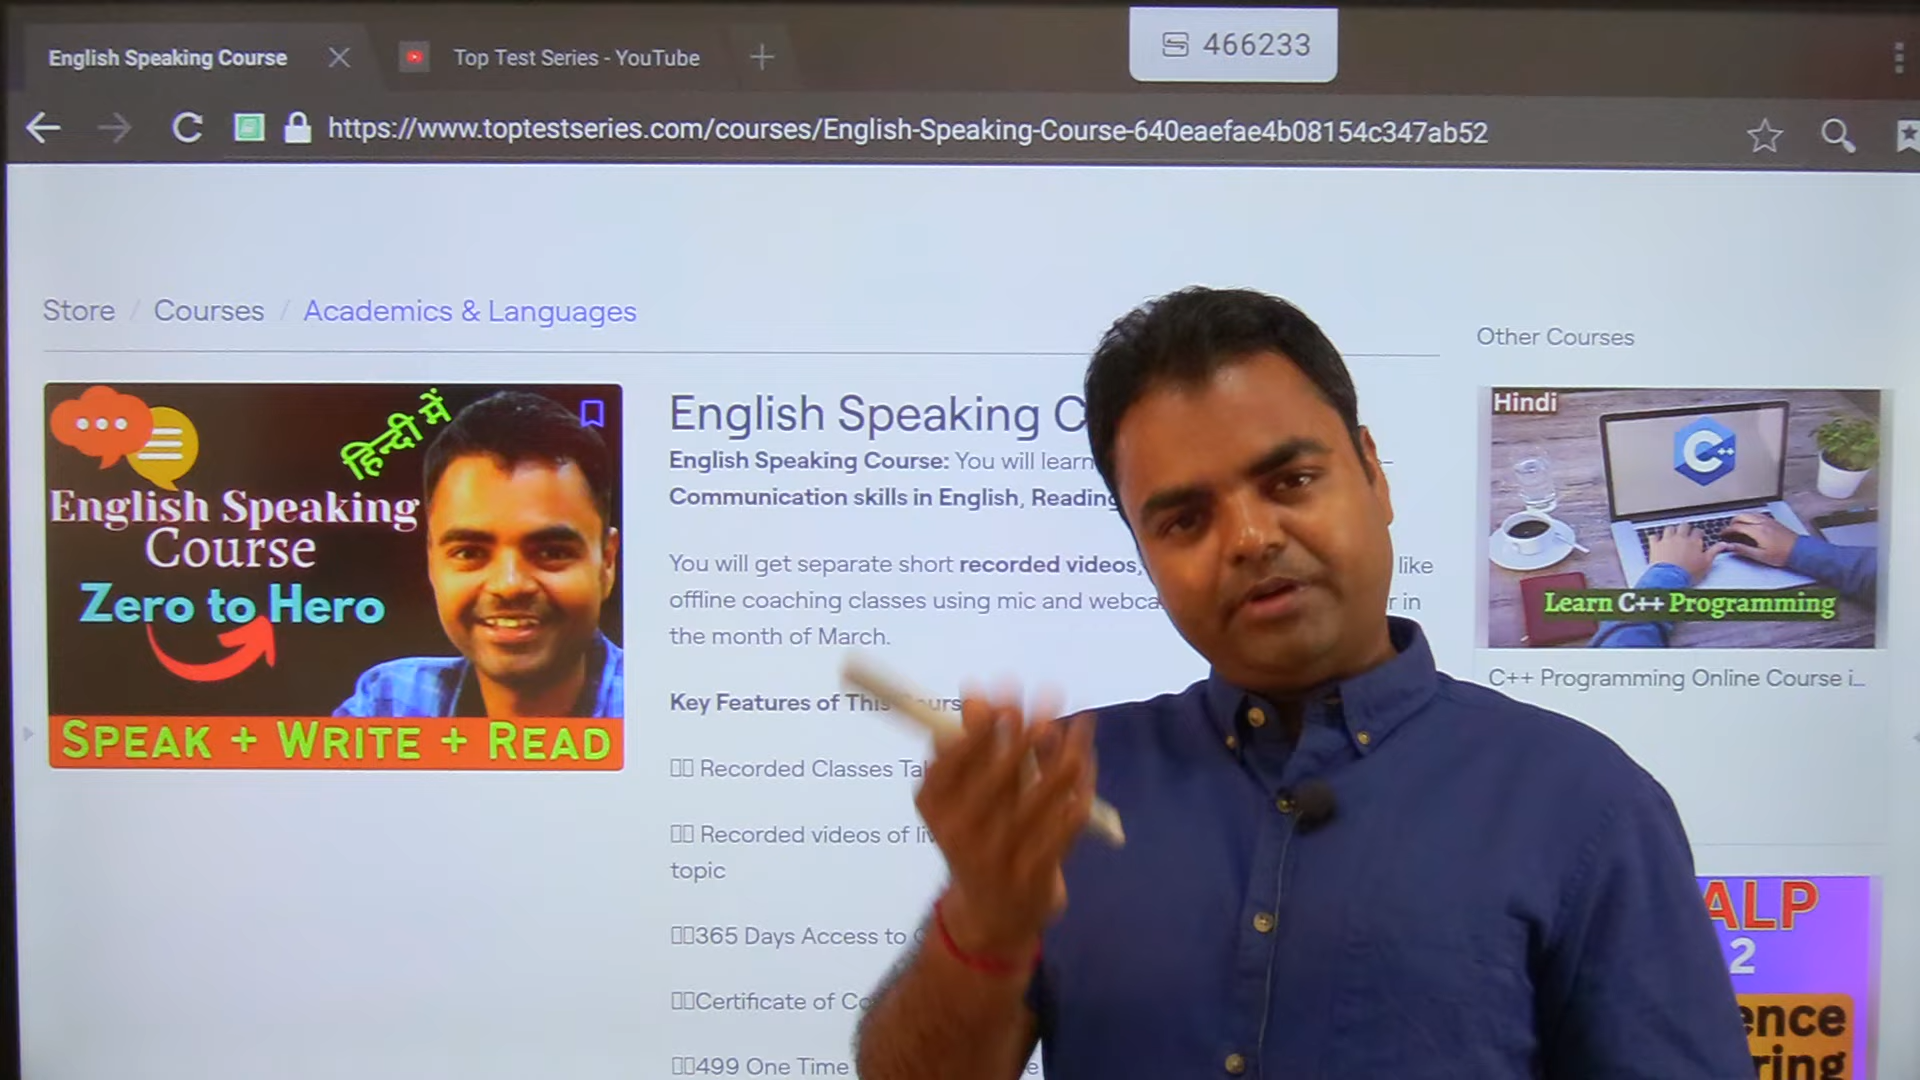 English Speaking Course
Top Test Series - YouTube
466233
https://www.toptestseries.com/courses/English-Speaking-Course-640eaefae4b08154c347ab52
Store / Courses / Academics & Languages
हिन्दी में
English Speaking
Course
Zero to Hero
SPEAK + WRITE + READ
English Speaking C
English Speaking Course: You will learn
Communication skills in English, Reading
You will get separate short recorded videos, like
offline coaching classes using mic and webca r in
the month of March.
Key Features of This Cours
Recorded Classes Ta
Recorded videos of li
topic
365 Days Access to
Certificate of Co
499 One Time
Other Courses
Hindi
C++
Learn C++ Programming
C++ Programming Online Course i...
ALP
2
ence
ring